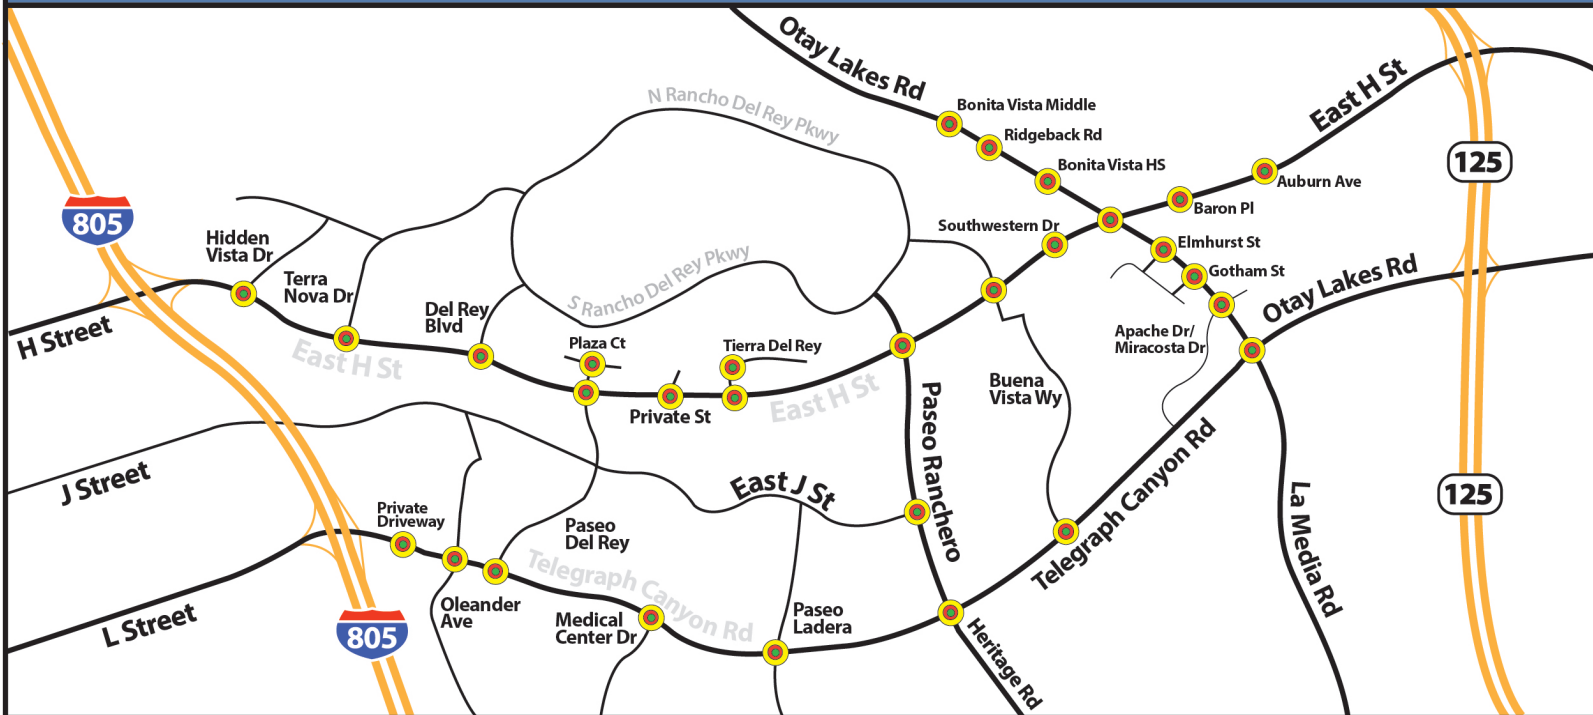 Otay Lakes Rd
N Rancho Del Rey Pkwy
East H St
Bonita Vista Middle
Ridgeback Rd
125
Bonita Vista HS
Auburn Ave
Baron Pl
805
Southwestern Dr
Hidden
Vista Dr
Elmhurst St
Gotham St
Terra
Nova Dr
S Rancho Del Rey Pkwy
Otay Lakes Rd
Del Rey
Blvd
H Street
Plaza Ct
Tierra Del Rey
Apache Dr/
Miracosta Dr
East H St
East H St
Buena
Vista Wy
Private St
Paseo Ranchero
J Street
East J St
125
Telegraph Canyon Rd
La Media Rd
Private
Driveway
Paseo
Del Rey
Telegraph Canyon Rd
Oleander
Ave
Medical
Center Dr
Paseo
Ladera
L Street
805
Heritage Rd